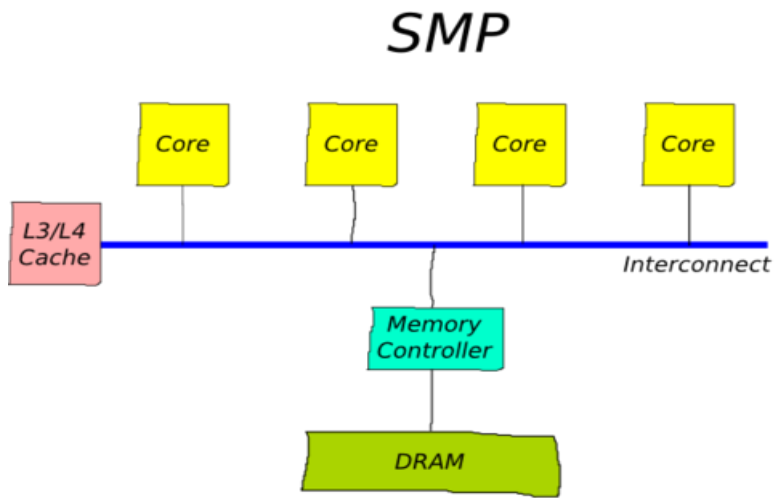 SMP
Core
Core
Core
Core
L3/L4
Cache
Interconnect
Memory
Controller
DRAM